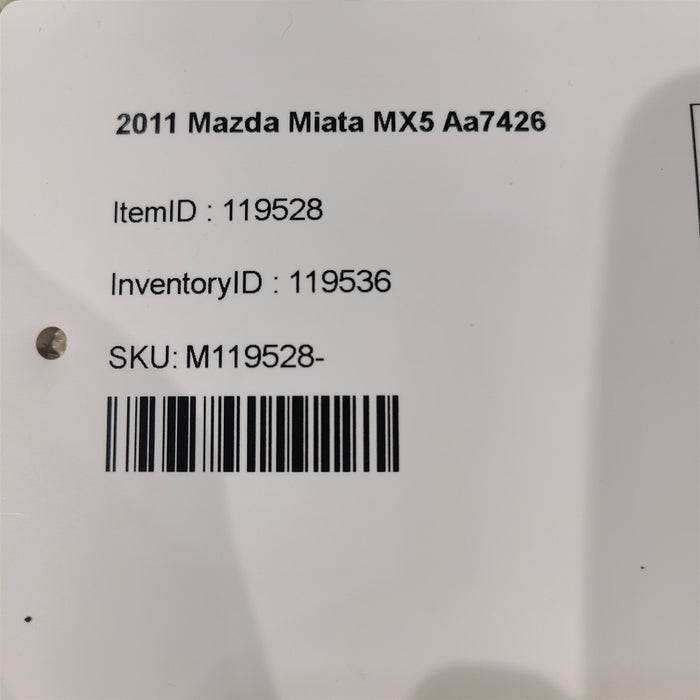 2011 Mazda Miata MX5 Aa7426
ItemID : 119528
InventoryID : 119536
SKU: M119528-